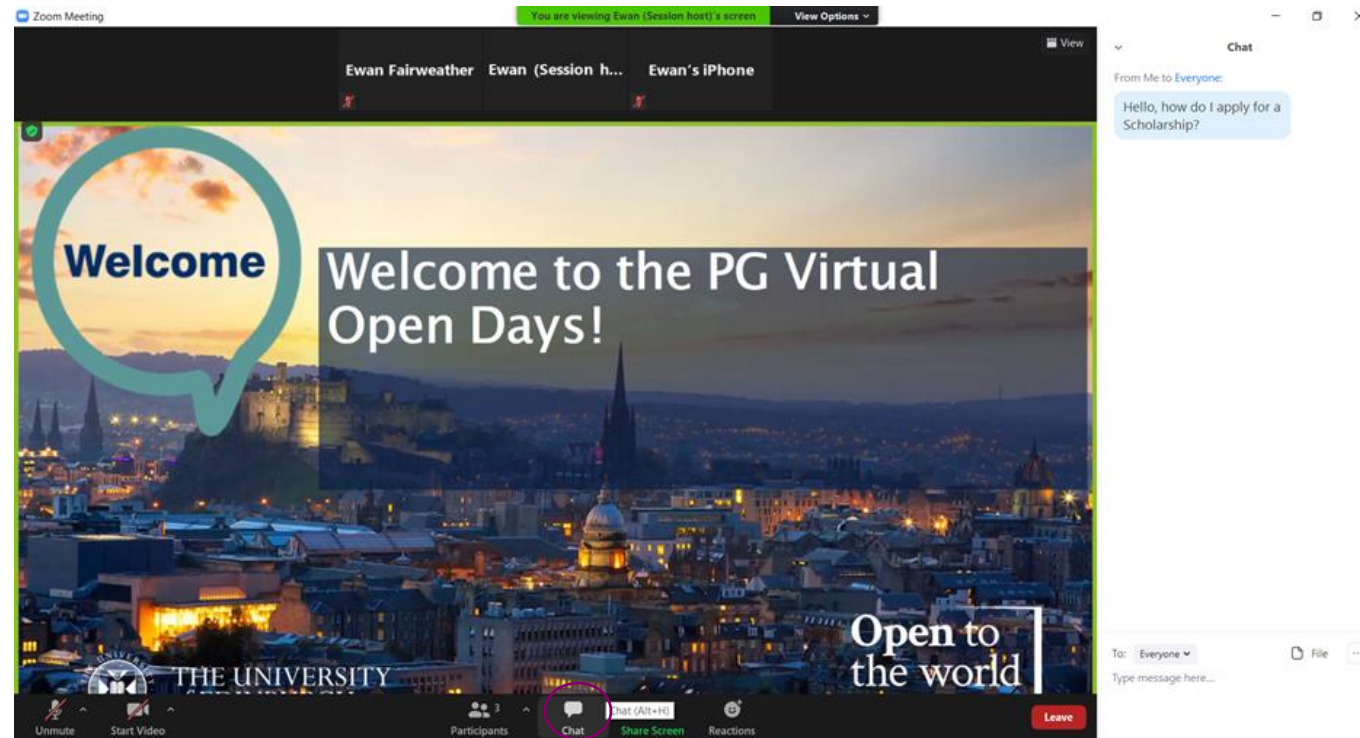 Zoom Meeting
You are viewing Ewan (Session host)'s screen
View Options
View
Ewan Fairweather
Ewan (Session h...
Ewan's iPhone
Welcome
Welcome to the PG Virtual
Open Days!
Open to
the world
THE UNIVERSITY
Unmute
Start Video
Participants
3
Chat
Chat (Alt+H)
Share Screen
Reactions
Leave
Chat
From Me to Everyone:
Hello, how do I apply for a
Scholarship?
To: Everyone
File
Type message here...